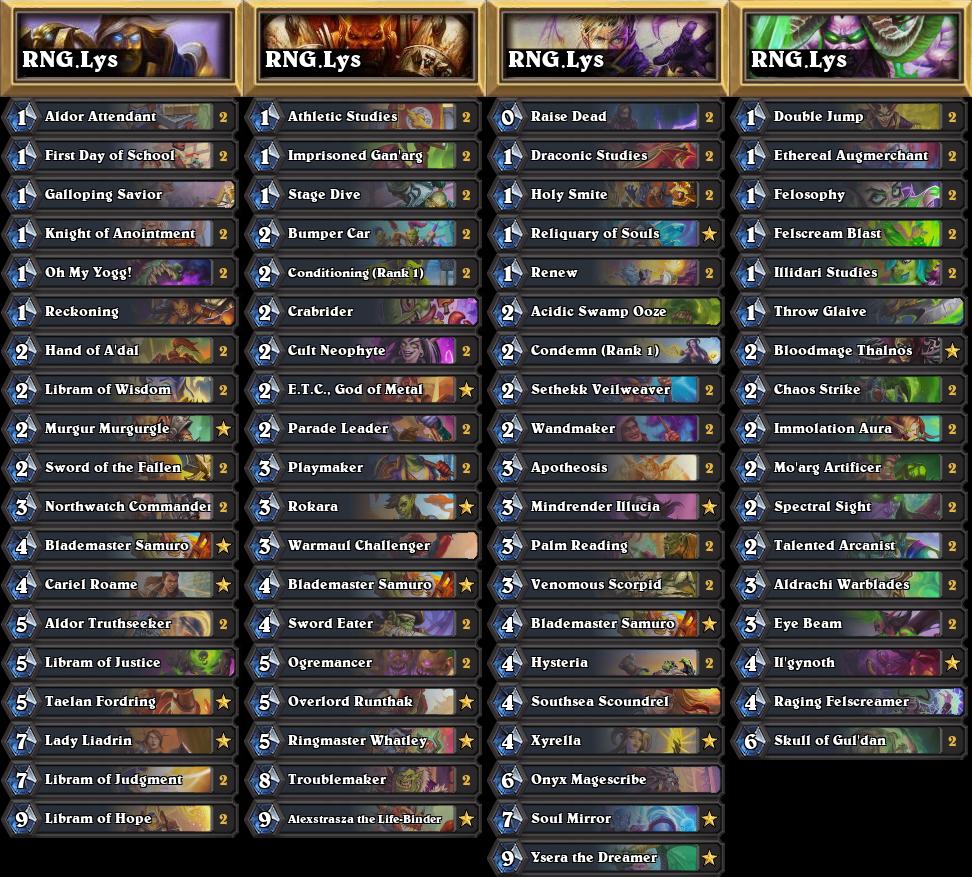 RNG.Lys
1 Aldor Attendant 2
1 First Day of School 2
1 Galloping Savior
1 Knight of Anointment 2
1 Oh My Yogg! 2
1 Reckoning
2 Hand of A'dal 2
2 Libram of Wisdom 2
2 Murgur Murgurgle
2 Sword of the Fallen 2
3 Northwatch Commander 2
4 Blademaster Samuro
4 Cariel Roame
5 Aldor Truthseeker 2
5 Libram of Justice
5 Taelan Fordring
7 Lady Liadrin
7 Libram of Judgment 2
9 Libram of Hope 2
RNG.Lys
1 Athletic Studies 2
1 Imprisoned Gan'arg 2
1 Stage Dive 2
2 Bumper Car 2
2 Conditioning (Rank 1) 2
2 Crabrider
2 Cult Neophyte 2
2 E.T.C., God of Metal
2 Parade Leader 2
3 Playmaker 2
3 Rokara
3 Warmaul Challenger
4 Blademaster Samuro
4 Sword Eater 2
5 Ogremancer 2
5 Overlord Runthak
5 Ringmaster Whatley
8 Troublemaker 2
9 Alexstrasza the Life-Binder
RNG.Lys
0 Raise Dead 2
1 Draconic Studies 2
1 Holy Smite 2
1 Reliquary of Souls
1 Renew 2
2 Acidic Swamp Ooze
2 Condemn (Rank 1)
2 Sethekk Veilweaver 2
2 Wandmaker 2
3 Apotheosis 2
3 Mindrender Illucia
3 Palm Reading 2
3 Venomous Scorpid 2
4 Blademaster Samuro
4 Hysteria 2
4 Southsea Scoundrel
4 Xyrella
6 Onyx Magescribe
7 Soul Mirror
9 Ysera the Dreamer
RNG.Lys
1 Double Jump 2
1 Ethereal Augmerchant 2
1 Felosophy 2
1 Felscream Blast 2
1 Illidari Studies 2
1 Throw Glaive
2 Bloodmage Thalnos
2 Chaos Strike 2
2 Immolation Aura 2
2 Mo'arg Artificer 2
2 Spectral Sight 2
2 Talented Arcanist 2
3 Aldrachi Warblades 2
3 Eye Beam 2
4 Il'gynoth
4 Raging Felscreamer
6 Skull of Gul'dan 2